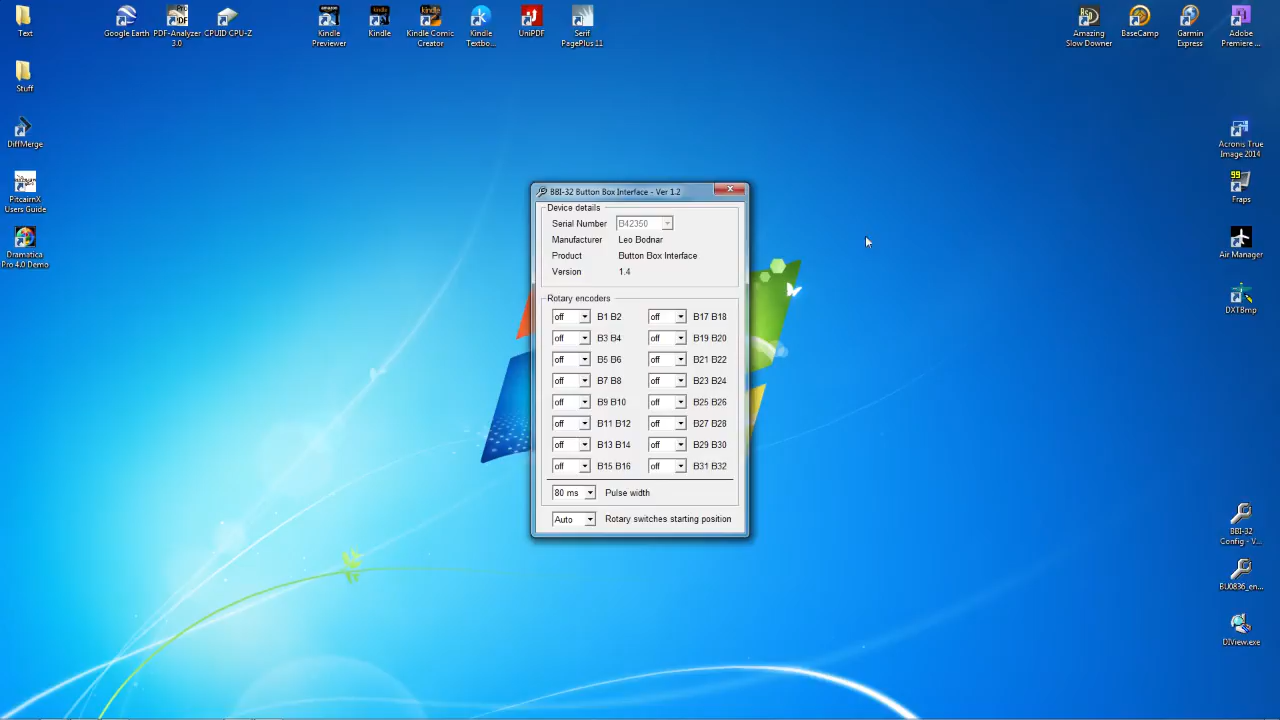 Text
Google Earth
PDF-Analyzer 3.0
CPUID CPU-Z
Kindle Previewer
Kindle
Kindle Comic Creator
Kindle Textbo...
UniPDF
Serif PagePlus 11
Amazing Slow Downer
BaseCamp
Garmin Express
Adobe Premiere ...
Stuff
DiffMerge
PitcairnX Users Guide
Dramatica Pro 4.0 Demo
BBI-32 Button Box Interface - Ver 1.2
Device details
Serial Number B42350
Manufacturer Leo Bodnar
Product Button Box Interface
Version 1.4
Rotary encoders
off B1 B2 off B17 B18
off B3 B4 off B19 B20
off B5 B6 off B21 B22
off B7 B8 off B23 B24
off B9 B10 off B25 B26
off B11 B12 off B27 B28
off B13 B14 off B29 B30
off B15 B16 off B31 B32
80 ms Pulse width
Auto Rotary switches starting position
Acronis True Image 2014
99
Fraps
Air Manager
DXTBmp
BBI-32 Config - V...
BU0836_en...
DIView.exe